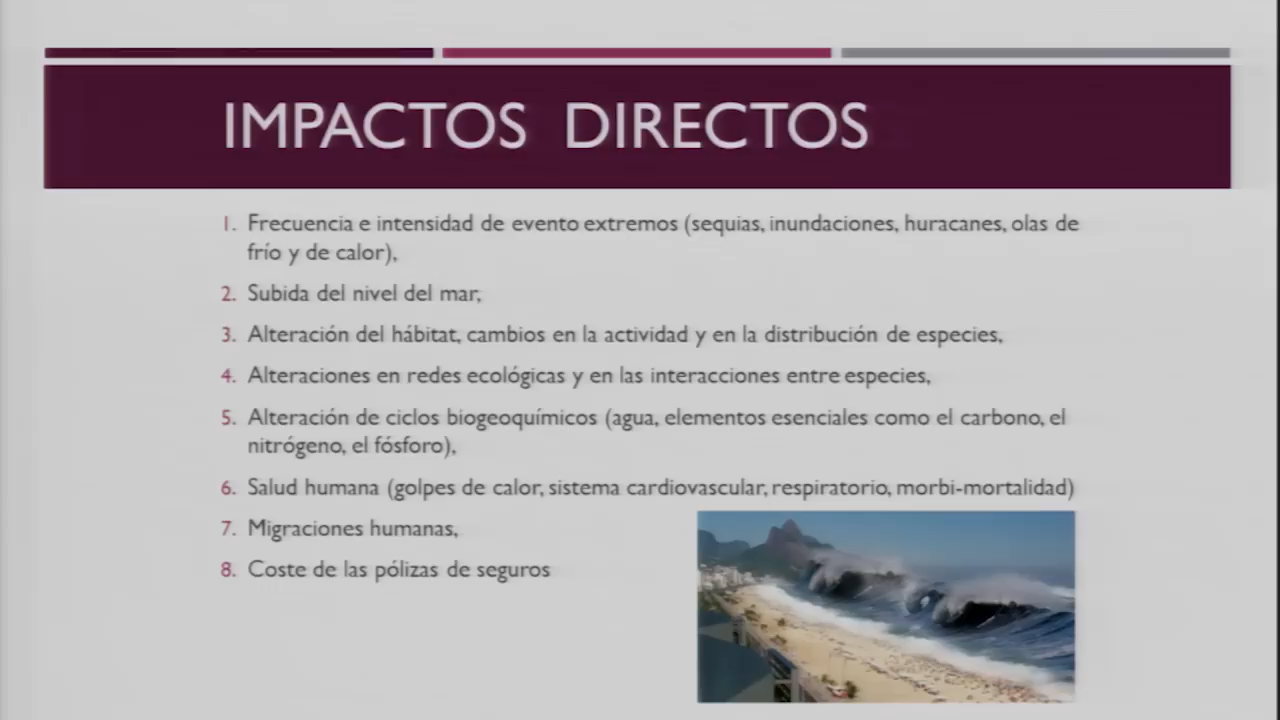 IMPACTOS DIRECTOS
1. Frecuencia e intensidad de evento extremos (sequias, inundaciones, huracanes, olas de
frío y de calor),
2. Subida del nivel del mar,
3. Alteración del hábitat, cambios en la actividad y en la distribución de especies,
4. Alteraciones en redes ecológicas y en las interacciones entre especies,
5. Alteración de ciclos biogeoquímicos (agua, elementos esenciales como el carbono, el
nitrógeno, el fósforo),
6. Salud humana (golpes de calor, sistema cardiovascular, respiratorio, morbi-mortalidad)
7. Migraciones humanas,
8. Coste de las pólizas de seguros